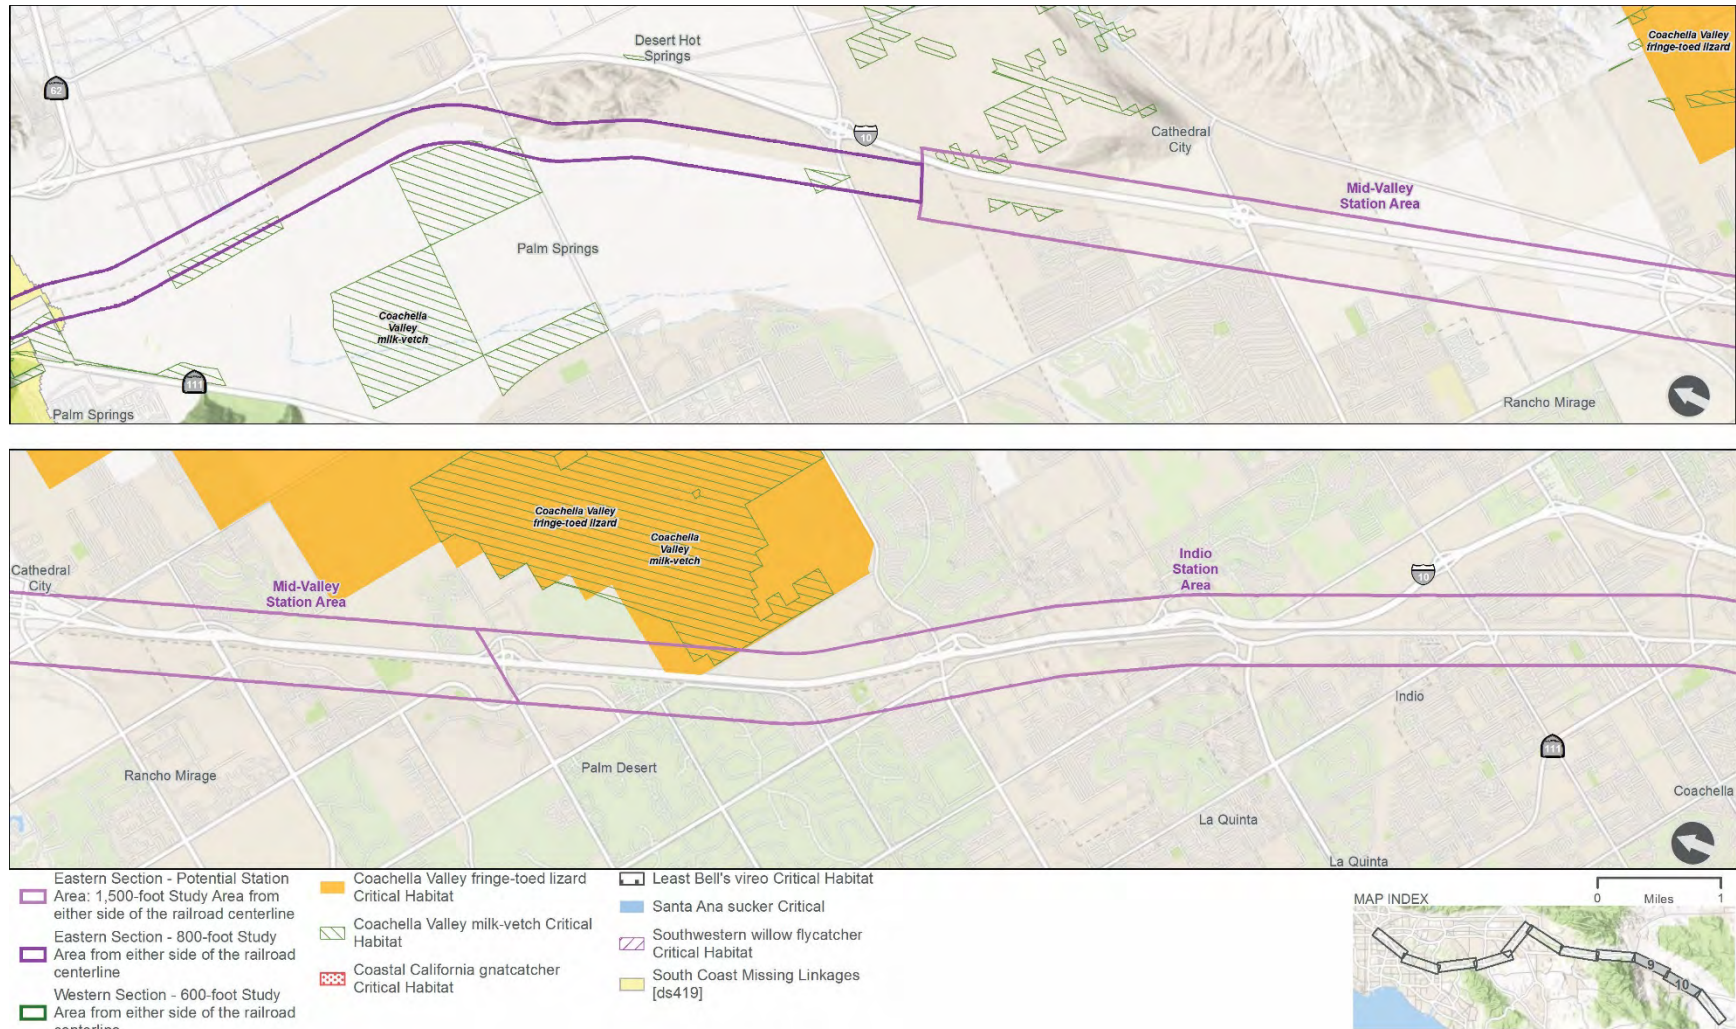 Desert Hot
Springs
62
10
Coachella Valley
fringe-toed lizard
Cathedral
City
Mid-Valley
Station Area
Palm Springs
Coachella
Valley
milk-vetch
111
Palm Springs
Rancho Mirage
Coachella Valley
fringe-toed lizard
Coachella
Valley
milk-vetch
Cathedral
City
Mid-Valley
Station Area
Indio
Station
Area
10
Indio
111
Rancho Mirage
Palm Desert
Coachella
La Quinta
La Quinta
Eastern Section - Potential Station
Area: 1,500-foot Study Area from
either side of the railroad centerline
Eastern Section - 800-foot Study
Area from either side of the railroad
centerline
Western Section - 600-foot Study
Area from either side of the railroad
centerline
Coachella Valley fringe-toed lizard
Critical Habitat
Coachella Valley milk-vetch Critical
Habitat
Coastal California gnatcatcher
Critical Habitat
Least Bell's vireo Critical Habitat
Santa Ana sucker Critical
Southwestern willow flycatcher
Critical Habitat
South Coast Missing Linkages
[ds419]
0 Miles 1
MAP INDEX
9
10